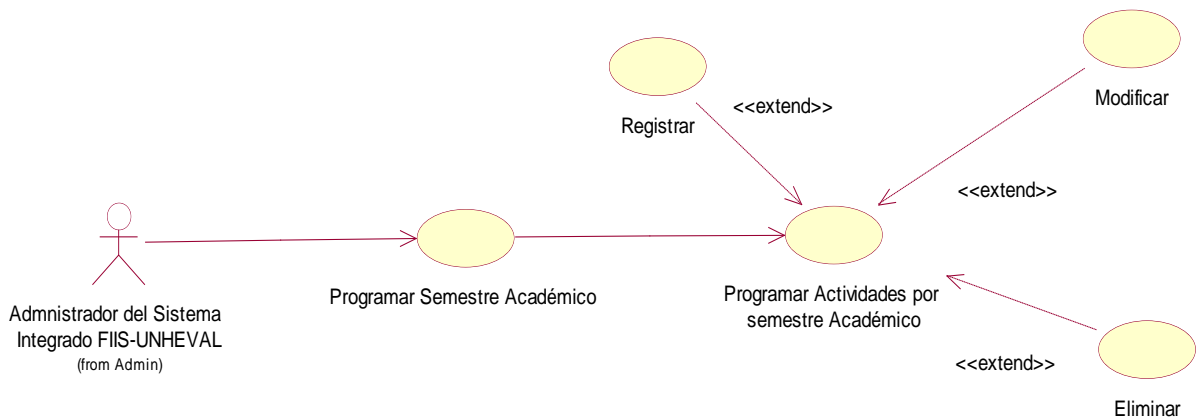 Modificar
<<extend>>
Registrar
<<extend>>
Programar Semestre Académico
Programar Actividades por
semestre Académico
Admnistrador del Sistema
Integrado FIIS-UNHEVAL
(from Admin)
<<extend>>
Eliminar